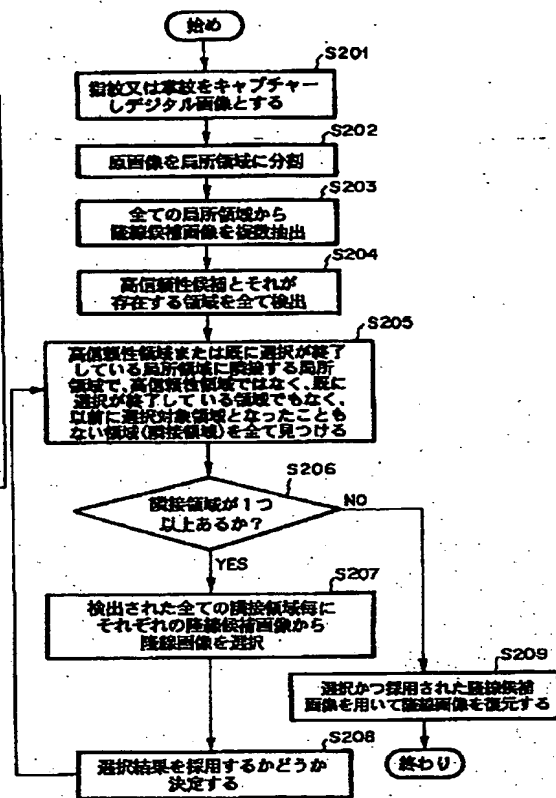 始め
S201
指紋又は掌紋をキャプチャー
しデジタル画像とする
S202
原画像を局所領域に分割
S203
全ての局所領域から
隆線候補画像を複数抽出
S204
高信頼性候補とそれが
存在する領域を全て検出
S205
高信頼性領域または既に選択が終了
している局所領域に隣接する局所
領域で、高信頼性領域ではなく、既に
選択が終了している領域でもなく、
以前に選択対象領域となったことも
ない領域(隣接領域)を全て見つける
S206
隣接領域が1つ
以上あるか?
NO
YES
S207
検出された全ての隣接領域毎に
それぞれの隆線候補画像から
隆線画像を選択
S209
選択かつ採用された隆線候補
画像を用いて隆線画像を復元する
S208
選択結果を採用するかどうか
決定する
終わり